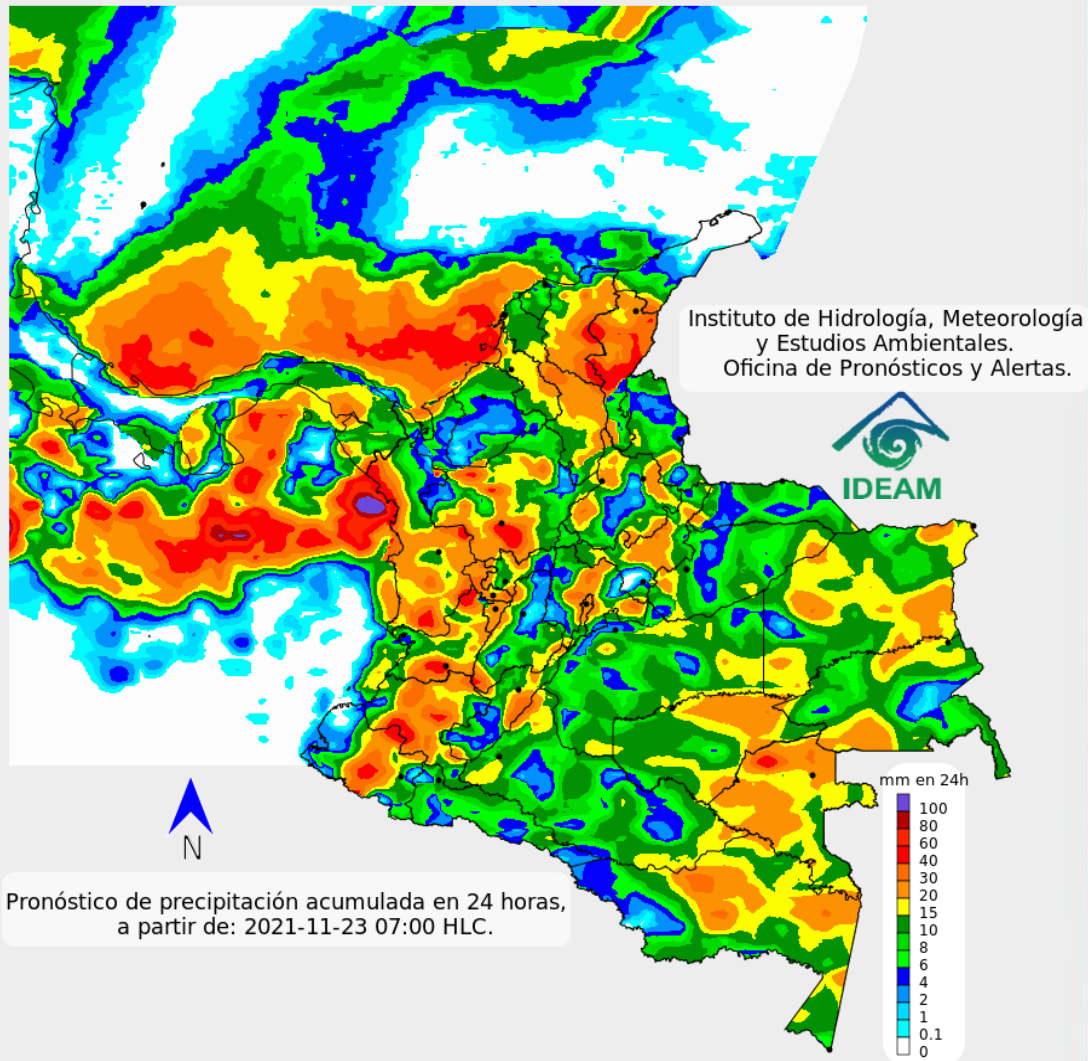 Instituto de Hidrología, Meteorología
y Estudios Ambientales.
Oficina de Pronósticos y Alertas.
IDEAM
mm en 24h
100
80
60
40
30
20
15
10
8
6
4
2
1
0.1
0
N
Pronóstico de precipitación acumulada en 24 horas,
a partir de: 2021-11-23 07:00 HLC.